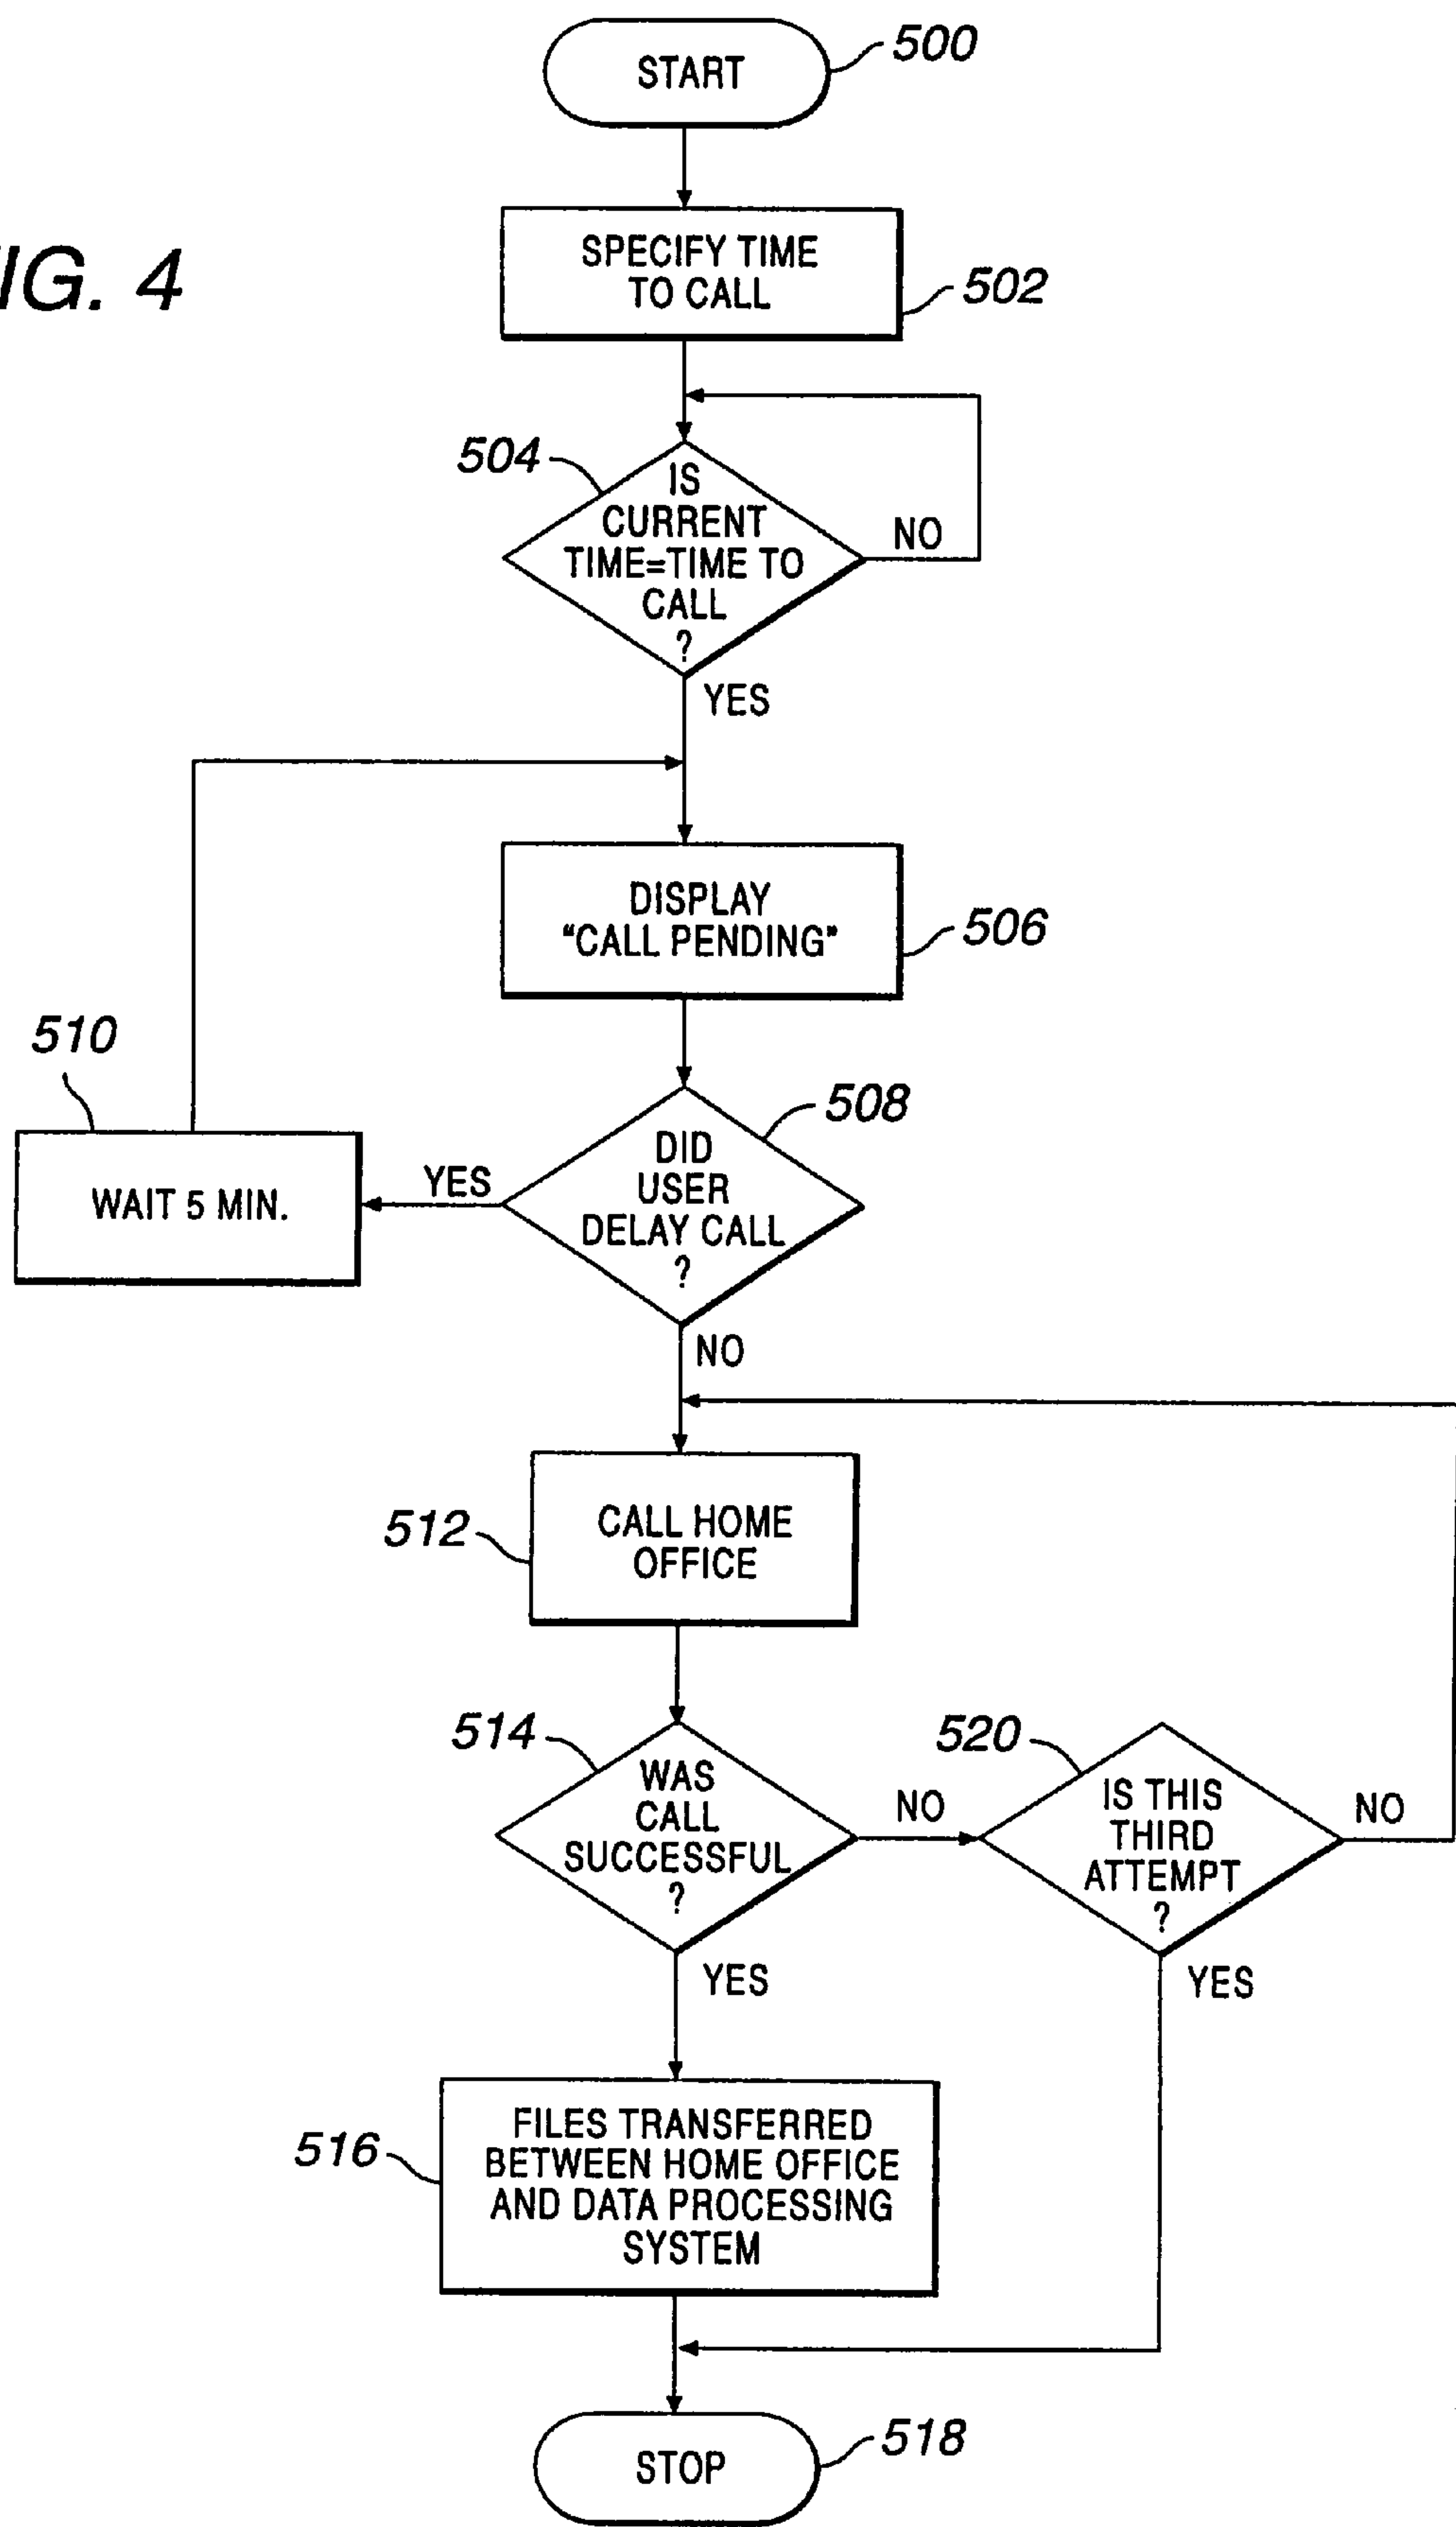 START
500
IG. 4
SPECIFY TIME
TO CALL
502
504
IS
CURRENT
TIME=TIME TO
CALL
?
NO
YES
DISPLAY
"CALL PENDING"
506
510
508
WAIT 5 MIN.
YES
DID
USER
DELAY CALL
?
NO
512
CALL HOME
OFFICE
514
WAS
CALL
SUCCESSFUL
?
NO
520
IS THIS
THIRD
ATTEMPT
?
NO
YES
YES
516
FILES TRANSFERRED
BETWEEN HOME OFFICE
AND DATA PROCESSING
SYSTEM
STOP
518